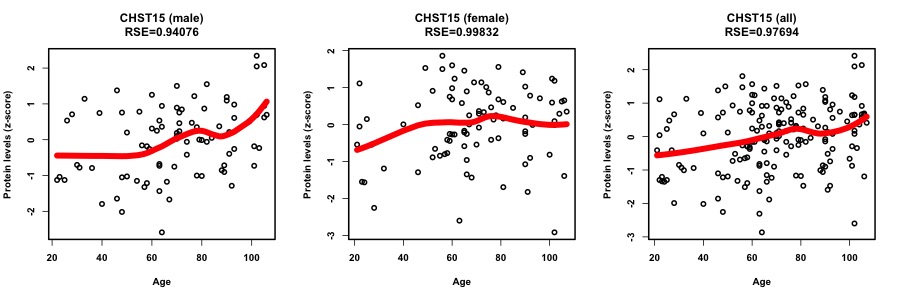 CHST15 (male)
RSE=0.94076
Protein levels (z-score)
2
1
0
-1
-2
20 40 60 80 100
Age
CHST15 (female)
RSE=0.99832
Protein levels (z-score)
2
1
0
-1
-2
-3
20 40 60 80 100
Age
CHST15 (all)
RSE=0.97694
Protein levels (z-score)
2
1
0
-1
-2
-3
20 40 60 80 100
Age